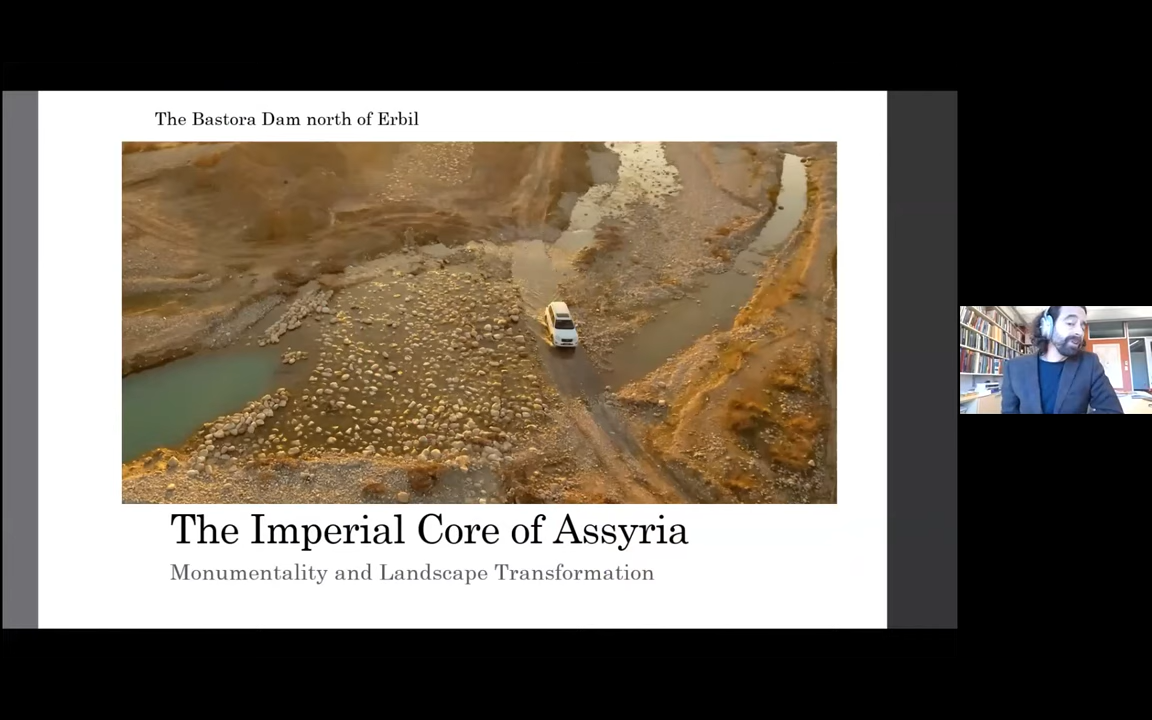 The Bastora Dam north of Erbil
The Imperial Core of Assyria
Monumentality and Landscape Transformation